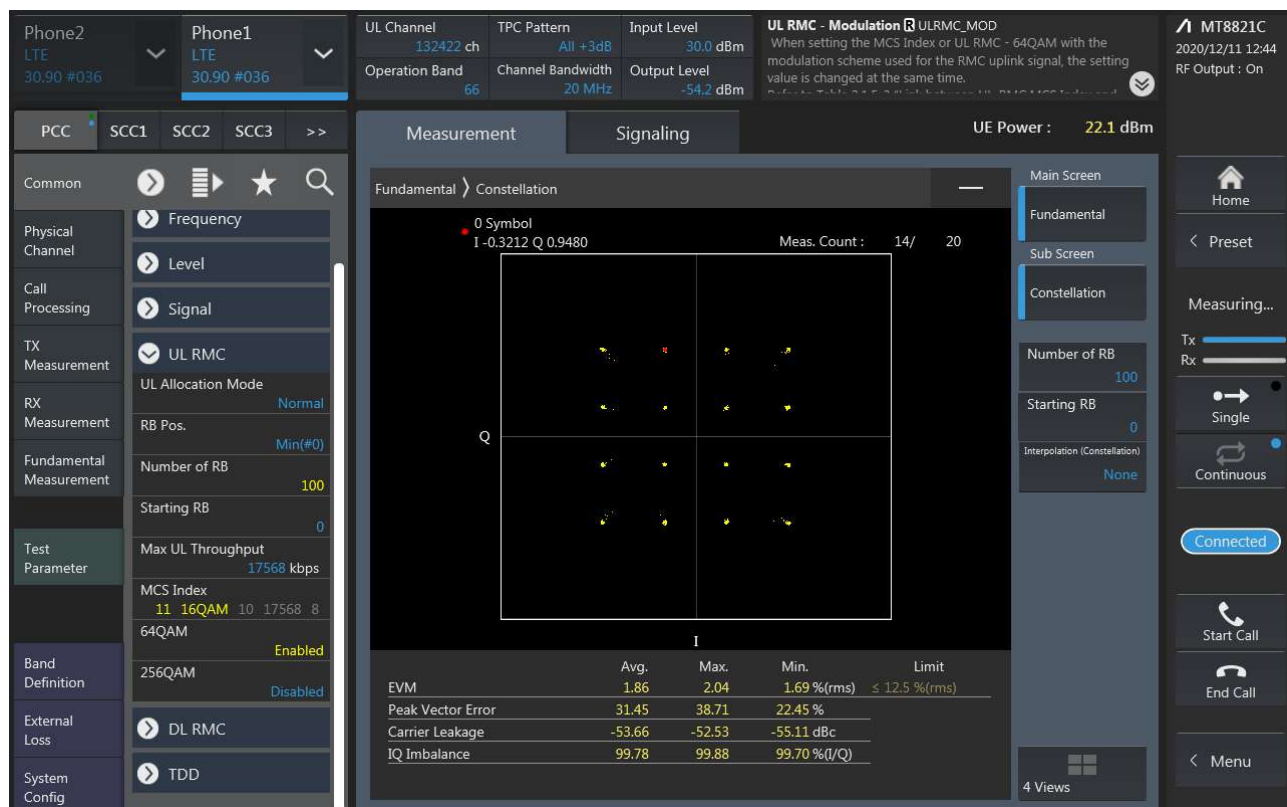 Phone2
LTE
30.90 #036
Phone1
LTE
30.90 #036
UL Channel
132422 ch
Operation Band
66
TPC Pattern
All +3dB
Channel Bandwidth
20 MHz
Input Level
30.0 dBm
Output Level
-54.2 dBm
UL RMC - Modulation R ULRMC_MOD
When setting the MCS Index or UL RMC - 64QAM with the
modulation scheme used for the RMC uplink signal, the setting
value is changed at the same time.
MT8821C
2020/12/11 12:44
RF Output : On
PCC SCC1 SCC2 SCC3 >>
Measurement
Signaling
UE Power : 22.1 dBm
Common
Physical
Channel
Call
Processing
TX
Measurement
RX
Measurement
Fundamental
Measurement
Test
Parameter
Band
Definition
External
Loss
System
Config
Frequency
Level
Signal
UL RMC
UL Allocation Mode
Normal
RB Pos.
Min(#0)
Number of RB
100
Starting RB
0
Max UL Throughput
17568 kbps
MCS Index
11 16QAM 10 17568 8
64QAM
Enabled
256QAM
Disabled
DL RMC
TDD
Fundamental 〉 Constellation
0 Symbol
I -0.3212 Q 0.9480
Meas. Count : 14/ 20
Q
I
Avg. Max. Min. Limit
EVM 1.86 2.04 1.69 %(rms) ≤ 12.5 %(rms)
Peak Vector Error 31.45 38.71 22.45 %
Carrier Leakage -53.66 -52.53 -55.11 dBc
IQ Imbalance 99.78 99.88 99.70 %(I/Q)
Main Screen
Fundamental
Sub Screen
Constellation
Number of RB
100
Starting RB
0
Interpolation (Constellation)
None
4 Views
Home
< Preset
Measuring...
Tx
Rx
Single
Continuous
Connected
Start Call
End Call
< Menu